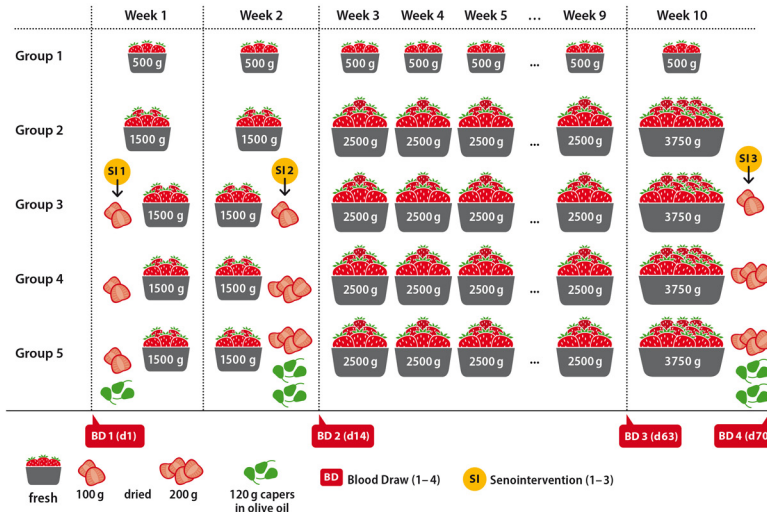 Week 1 Week 2 Week 3 Week 4 Week 5 ... Week 9 Week 10
Group 1
500 g 500 g 500 g 500 g 500 g ... 500 g 500 g
Group 2
1500 g 1500 g 2500 g 2500 g 2500 g ... 2500 g 3750 g
SI 1 SI 2 SI 3
Group 3
1500 g 1500 g 2500 g 2500 g 2500 g ... 2500 g 3750 g
Group 4
1500 g 1500 g 2500 g 2500 g 2500 g ... 2500 g 3750 g
Group 5
1500 g 1500 g 2500 g 2500 g 2500 g ... 2500 g 3750 g
BD 1 (d1) BD 2 (d14) BD 3 (d63) BD 4 (d70
BD Blood Draw (1–4) SI Senointervention (1–3)
fresh 100 g dried 200 g 120 g capers
in olive oil